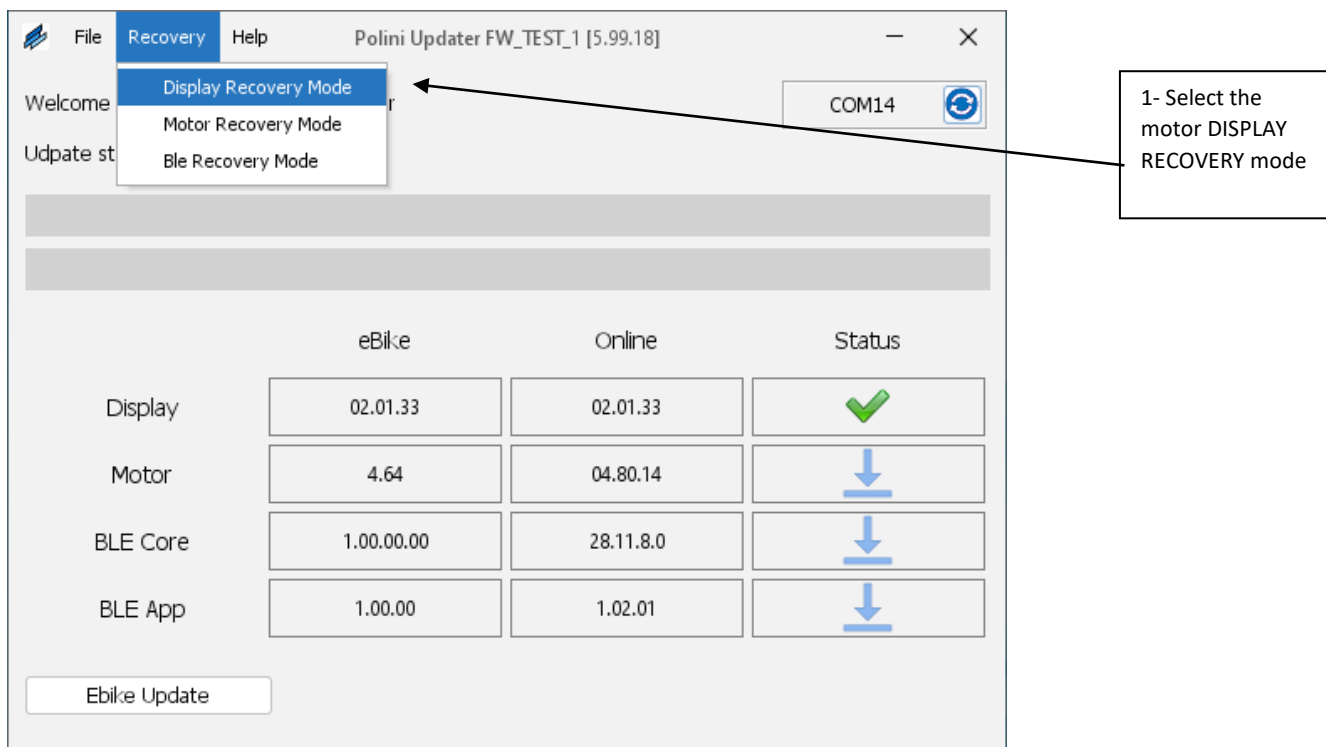 File Recovery Help Polini Updater FW_TEST_1 [5.99.18]
Display Recovery Mode
Motor Recovery Mode
Ble Recovery Mode
Welcome r
COM14
Udpate st
1- Select the
motor DISPLAY
RECOVERY mode
eBike Online Status
Display 02.01.33 02.01.33
Motor 4.64 04.80.14
BLE Core 1.00.00.00 28.11.8.0
BLE App 1.00.00 1.02.01
Ebike Update